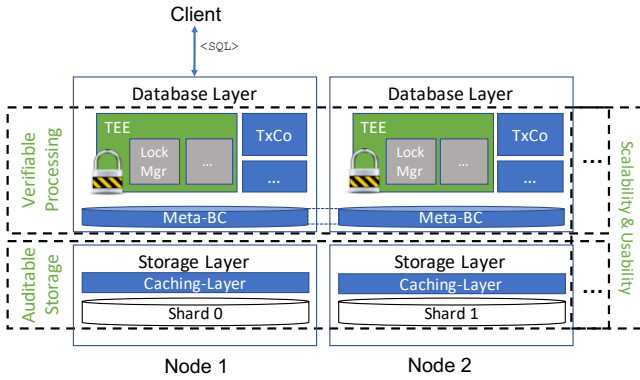 Client
<SQL>
Database Layer
Database Layer
TEE
TxCo
TEE
TxCo
Lock
Mgr
...
...
Lock
Mgr
...
...
...
Meta-BC
Meta-BC
Verifiable
Processing
Storage Layer
Storage Layer
Caching-Layer
Caching-Layer
...
Shard 0
Shard 1
Auditable
Storage
Scalability & Usability
Node 1
Node 2